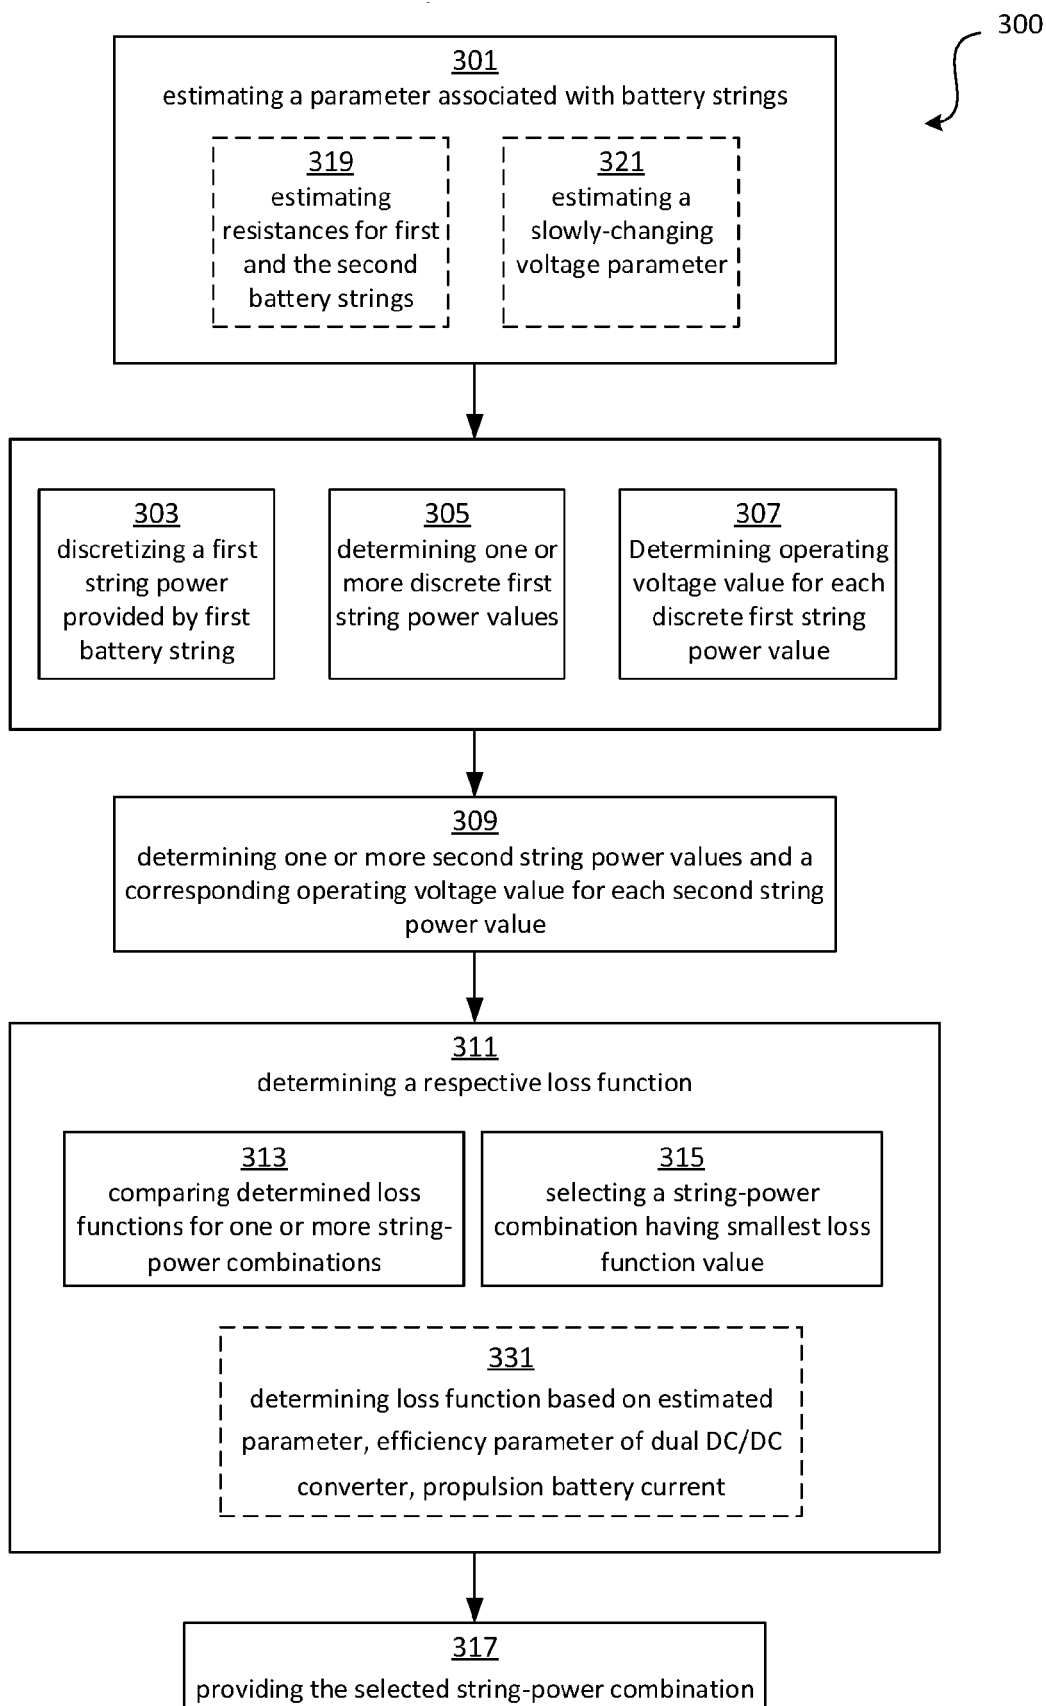 300
301
estimating a parameter associated with battery strings
319
estimating
resistances for first
and the second
battery strings
321
estimating a
slowly-changing
voltage parameter
303
discretizing a first
string power
provided by first
battery string
305
determining one or
more discrete first
string power values
307
Determining operating
voltage value for each
discrete first string
power value
309
determining one or more second string power values and a
corresponding operating voltage value for each second string
power value
311
determining a respective loss function
313
comparing determined loss
functions for one or more string-
power combinations
315
selecting a string-power
combination having smallest loss
function value
331
determining loss function based on estimated
parameter, efficiency parameter of dual DC/DC
converter, propulsion battery current
317
providing the selected string-power combination